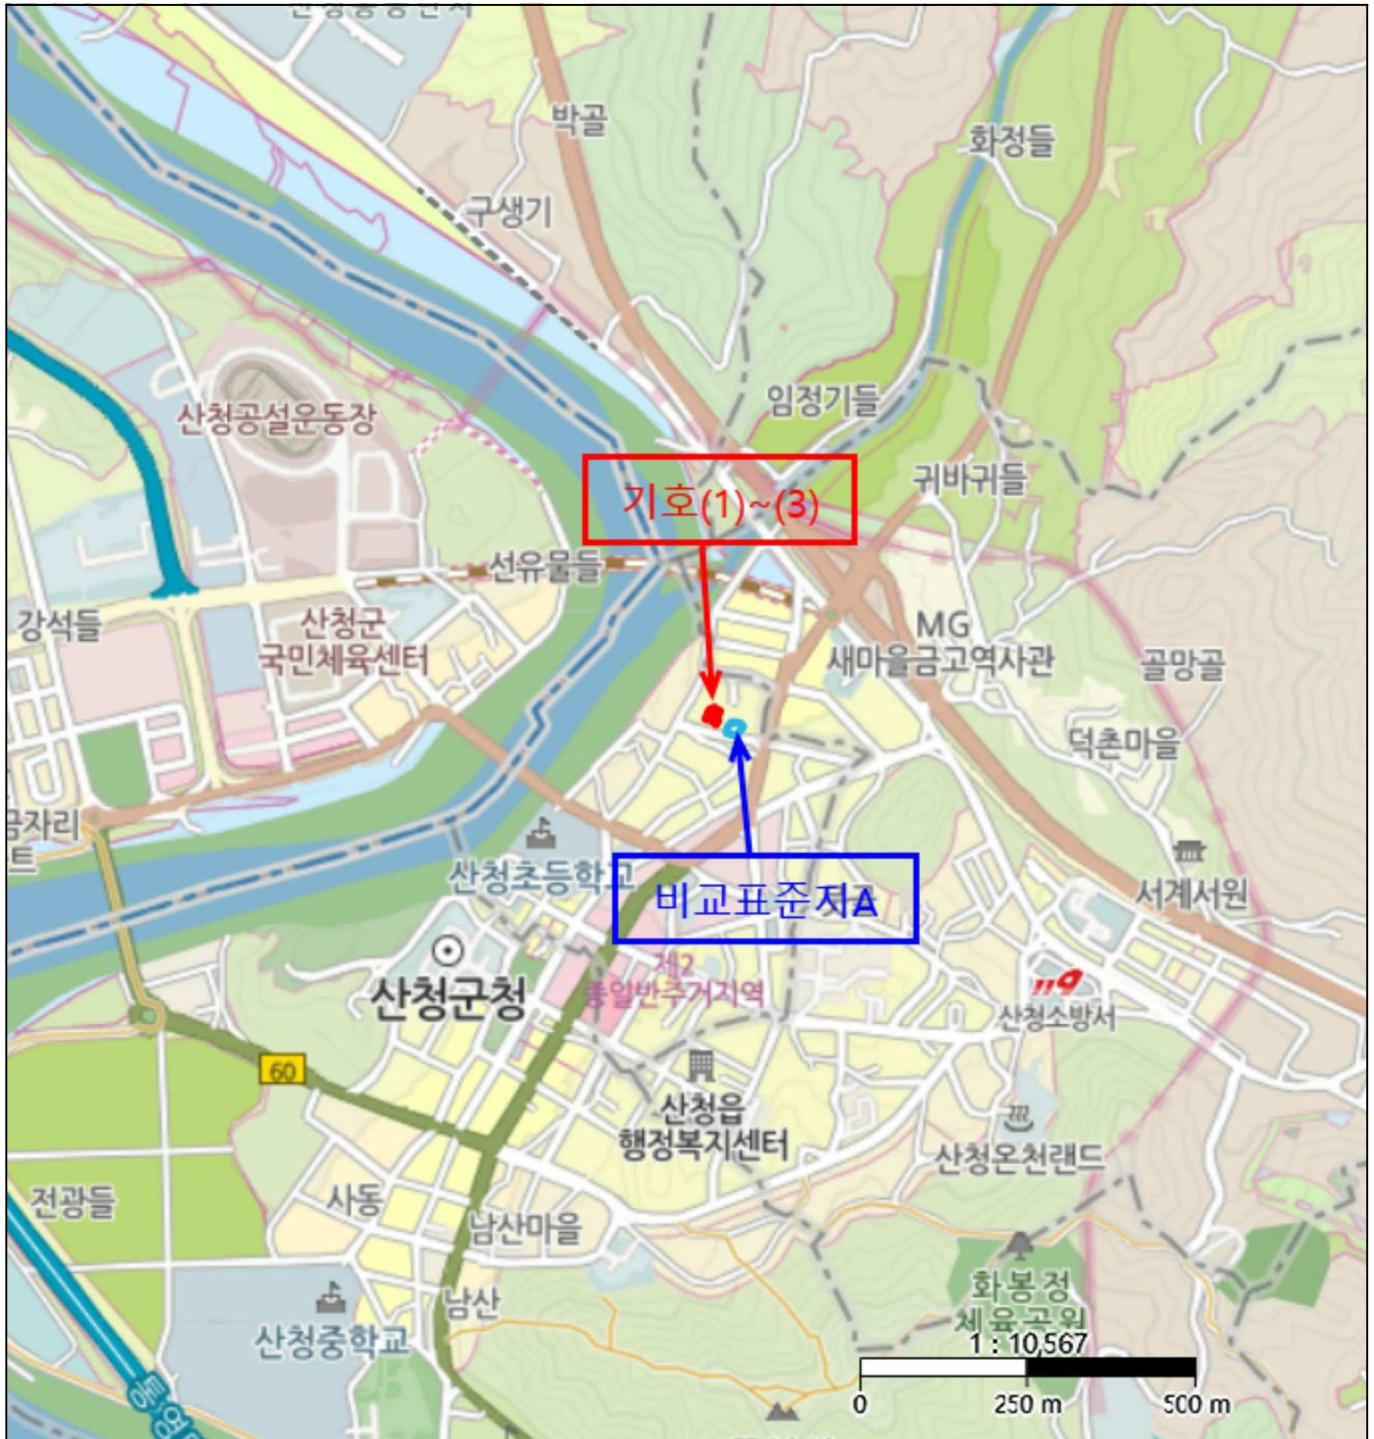 박골
화정들
구생기
임정기들
산청공설운동장
귀바귀들
기호(1)~(3)
선유물들
강석들
산청군
국민체육센터
MG
새마을금고역사관
골망골
덕촌마을
금자리
트
산청초등학교
서계서원
비교표준지A
산청군청
제2
종일반주거지역
119
산청소방서
60
산청읍
행정복지센터
산청온천랜드
전광들
사동
남산마을
남산
화봉정
체육공원
산청중학교
1 : 10,567
0
250 m
500 m